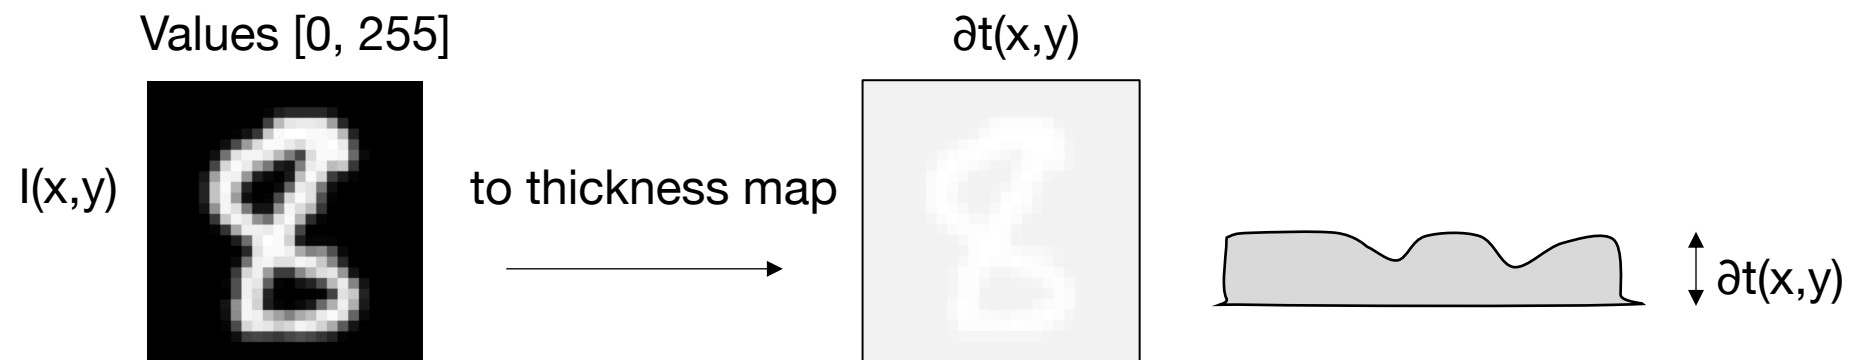 Values [0, 255]
∂t(x,y)
I(x,y)
to thickness map
∂t(x,y)